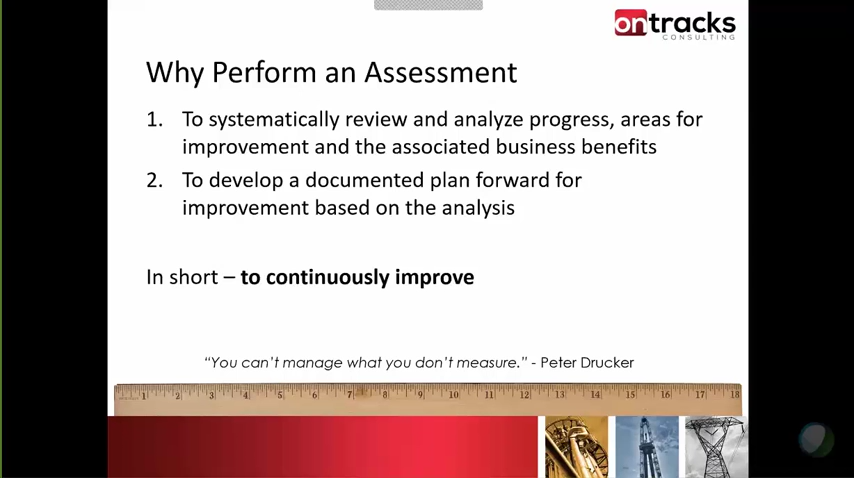 ontracks
CONSULTING
Why Perform an Assessment
1. To systematically review and analyze progress, areas for
improvement and the associated business benefits
2. To develop a documented plan forward for
improvement based on the analysis
In short – to continuously improve
“You can’t manage what you don’t measure.” - Peter Drucker
1 2 3 4 5 6 7 8 9 10 11 12 13 14 15 16 17 18